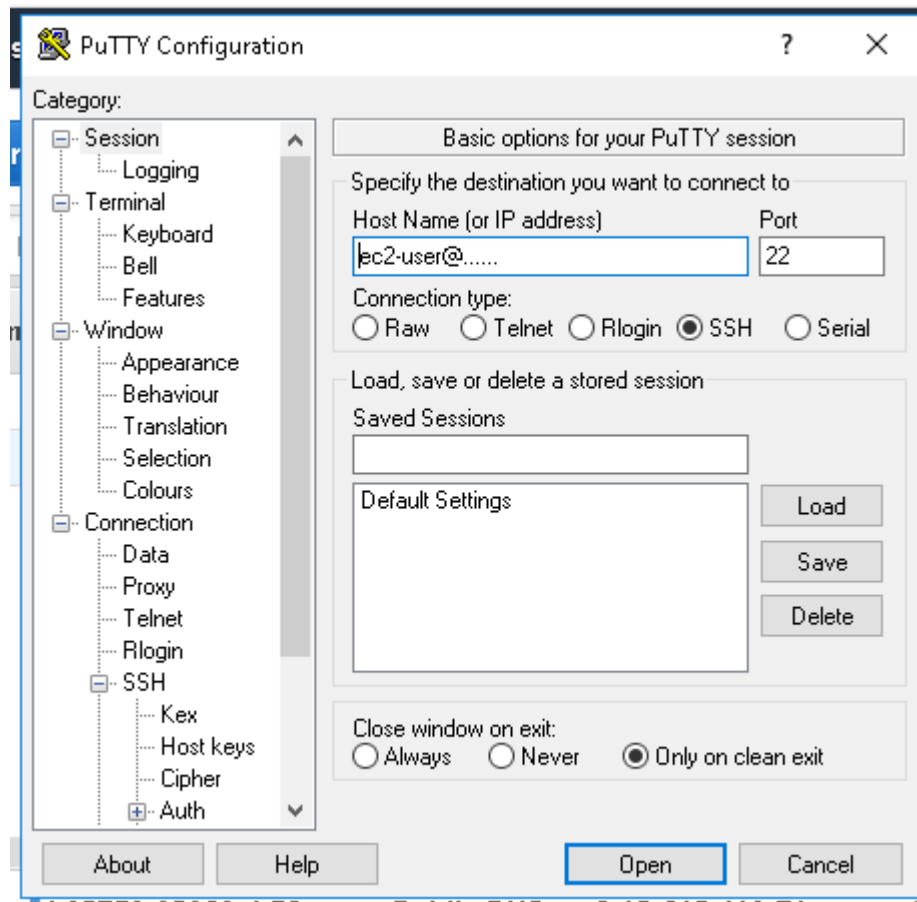 PuTTY Configuration
?
Category:
Session
Logging
Terminal
Keyboard
Bell
Features
Window
Appearance
Behaviour
Translation
Selection
Colours
Connection
Data
Proxy
Telnet
Rlogin
SSH
Kex
Host keys
Cipher
Auth
Basic options for your PuTTY session
Specify the destination you want to connect to
Host Name (or IP address) Port
ec2-user@...... 22
Connection type:
Raw Telnet Rlogin SSH Serial
Load, save or delete a stored session
Saved Sessions
Default Settings
Load
Save
Delete
Close window on exit:
Always Never Only on clean exit
About Help Open Cancel